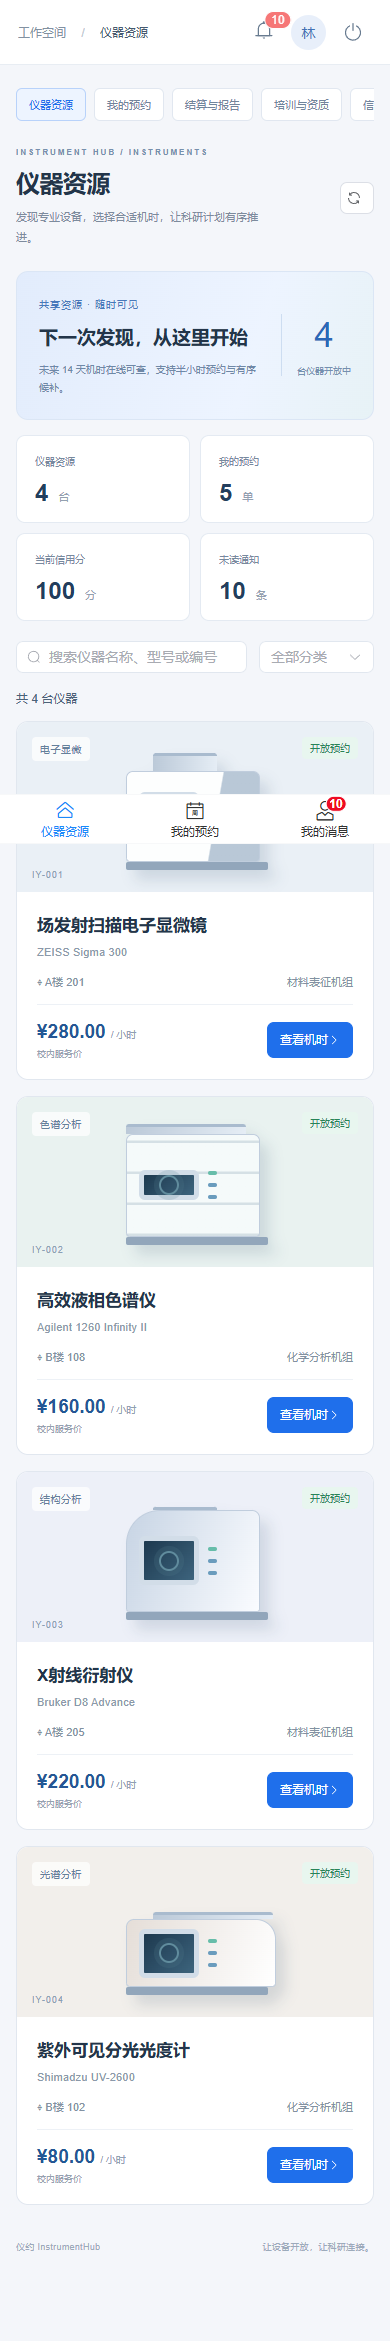 工作空间 / 仪器资源
10
林
仪器资源 我的预约 结算与报告 培训与资质 信
INSTRUMENT HUB / INSTRUMENTS
仪器资源
发现专业设备，选择合适机时，让科研计划有序推
进。
共享资源 · 随时可见
下一次发现，从这里开始
未来 14 天机时在线可查，支持半小时预约与有序
候补。
4
台仪器开放中
仪器资源
4 台
我的预约
5 单
当前信用分
100 分
未读通知
10 条
搜索仪器名称、型号或编号
全部分类
共 4 台仪器
电子显微
开放预约
仪器资源
我的预约
10
我的消息
IY-001
场发射扫描电子显微镜
ZEISS Sigma 300
A楼 201
材料表征机组
¥280.00 / 小时
校内服务价
查看机时
色谱分析
开放预约
IY-002
高效液相色谱仪
Agilent 1260 Infinity II
B楼 108
化学分析机组
¥160.00 / 小时
校内服务价
查看机时
结构分析
开放预约
IY-003
X射线衍射仪
Bruker D8 Advance
A楼 205
材料表征机组
¥220.00 / 小时
校内服务价
查看机时
光谱分析
开放预约
IY-004
紫外可见分光光度计
Shimadzu UV-2600
B楼 102
化学分析机组
¥80.00 / 小时
校内服务价
查看机时
仪约 InstrumentHub
让设备开放，让科研连接。